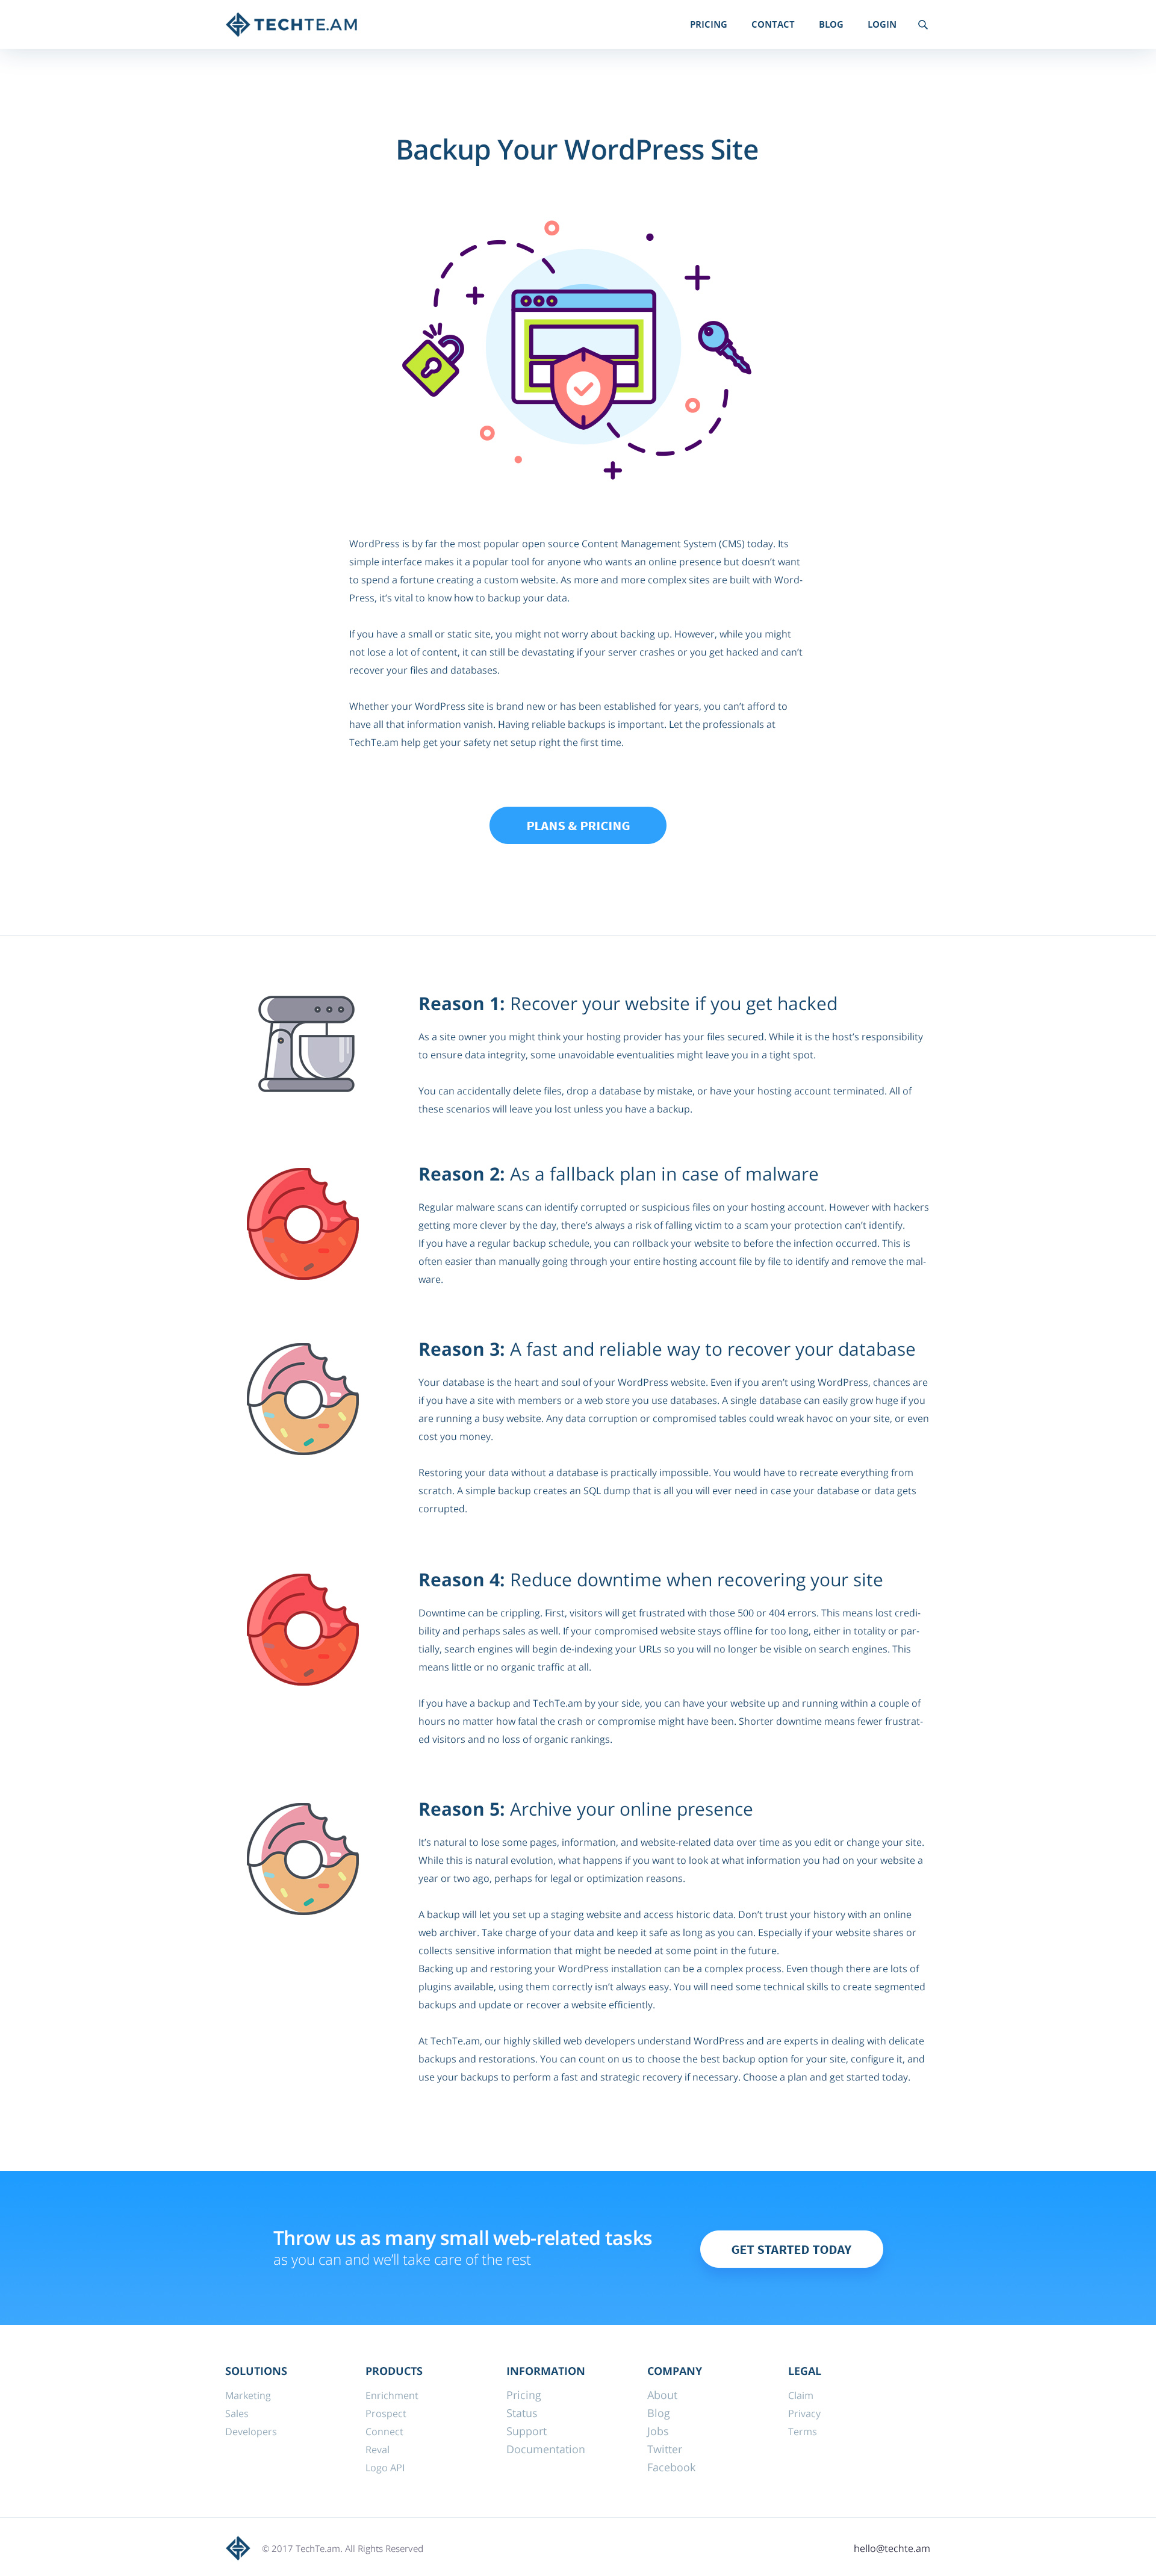 TECHTE.AM
PRICING CONTACT BLOG LOGIN
Backup Your WordPress Site
WordPress is by far the most popular open source Content Management System (CMS) today. Its
simple interface makes it a popular tool for anyone who wants an online presence but doesn’t want
to spend a fortune creating a custom website. As more and more complex sites are built with Word-
Press, it’s vital to know how to backup your data.
If you have a small or static site, you might not worry about backing up. However, while you might
not lose a lot of content, it can still be devastating if your server crashes or you get hacked and can’t
recover your files and databases.
Whether your WordPress site is brand new or has been established for years, you can’t afford to
have all that information vanish. Having reliable backups is important. Let the professionals at
TechTe.am help get your safety net setup right the first time.
PLANS & PRICING
Reason 1: Recover your website if you get hacked
As a site owner you might think your hosting provider has your files secured. While it is the host’s responsibility
to ensure data integrity, some unavoidable eventualities might leave you in a tight spot.
You can accidentally delete files, drop a database by mistake, or have your hosting account terminated. All of
these scenarios will leave you lost unless you have a backup.
Reason 2: As a fallback plan in case of malware
Regular malware scans can identify corrupted or suspicious files on your hosting account. However with hackers
getting more clever by the day, there’s always a risk of falling victim to a scam your protection can’t identify.
If you have a regular backup schedule, you can rollback your website to before the infection occurred. This is
often easier than manually going through your entire hosting account file by file to identify and remove the mal-
ware.
Reason 3: A fast and reliable way to recover your database
Your database is the heart and soul of your WordPress website. Even if you aren’t using WordPress, chances are
if you have a site with members or a web store you use databases. A single database can easily grow huge if you
are running a busy website. Any data corruption or compromised tables could wreak havoc on your site, or even
cost you money.
Restoring your data without a database is practically impossible. You would have to recreate everything from
scratch. A simple backup creates an SQL dump that is all you will ever need in case your database or data gets
corrupted.
Reason 4: Reduce downtime when recovering your site
Downtime can be crippling. First, visitors will get frustrated with those 500 or 404 errors. This means lost credi-
bility and perhaps sales as well. If your compromised website stays offline for too long, either in totality or par-
tially, search engines will begin de-indexing your URLs so you will no longer be visible on search engines. This
means little or no organic traffic at all.
If you have a backup and TechTe.am by your side, you can have your website up and running within a couple of
hours no matter how fatal the crash or compromise might have been. Shorter downtime means fewer frustrat-
ed visitors and no loss of organic rankings.
Reason 5: Archive your online presence
It’s natural to lose some pages, information, and website-related data over time as you edit or change your site.
While this is natural evolution, what happens if you want to look at what information you had on your website a
year or two ago, perhaps for legal or optimization reasons.
A backup will let you set up a staging website and access historic data. Don’t trust your history with an online
web archiver. Take charge of your data and keep it safe as long as you can. Especially if your website shares or
collects sensitive information that might be needed at some point in the future.
Backing up and restoring your WordPress installation can be a complex process. Even though there are lots of
plugins available, using them correctly isn’t always easy. You will need some technical skills to create segmented
backups and update or recover a website efficiently.
At TechTe.am, our highly skilled web developers understand WordPress and are experts in dealing with delicate
backups and restorations. You can count on us to choose the best backup option for your site, configure it, and
use your backups to perform a fast and strategic recovery if necessary. Choose a plan and get started today.
Throw us as many small web-related tasks
as you can and we’ll take care of the rest
GET STARTED TODAY
SOLUTIONS
Marketing
Sales
Developers
PRODUCTS
Enrichment
Prospect
Connect
Reval
Logo API
INFORMATION
Pricing
Status
Support
Documentation
COMPANY
About
Blog
Jobs
Twitter
Facebook
LEGAL
Claim
Privacy
Terms
© 2017 TechTe.am. All Rights Reserved
hello@techte.am